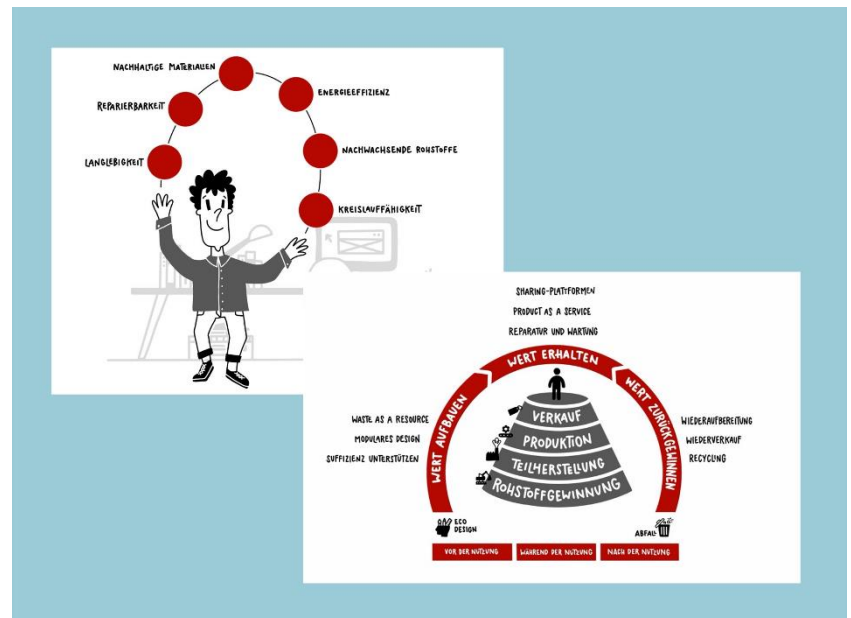 NACHHALTIGE MATERIALIEN
REPARIERBARKEIT
LANGLEBIGKEIT
ENERGIEEFFIZIENZ
NACHWACHSENDE ROHSTOFFE
KREISLAUFFÄHIGKEIT
SHARING-PLATTFORMEN
PRODUCT AS A SERVICE
REPARATUR UND WARTUNG
WERT AUFBAUEN
WERT ERHALTEN
WERT ZURÜCKGEWINNEN
WASTE AS A RESOURCE
MODULARES DESIGN
SUFFIZIENZ UNTERSTÜTZEN
VERKAUF
PRODUKTION
TEILHERSTELLUNG
ROHSTOFFGEWINNUNG
WIEDERAUFBEREITUNG
WIEDERVERKAUF
RECYCLING
ECO
DESIGN
ABFALL
VOR DER NUTZUNG
WÄHREND DER NUTZUNG
NACH DER NUTZUNG